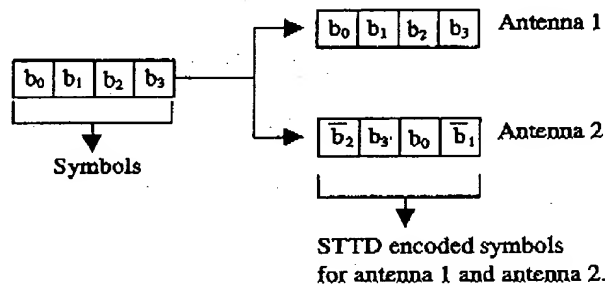 b₀ b₁ b₂ b₃ Antenna 1
b₀ b₁ b₂ b₃
Symbols
b̅₂ b₃' b₀ b̅₁ Antenna 2
STTD encoded symbols
for antenna 1 and antenna 2.